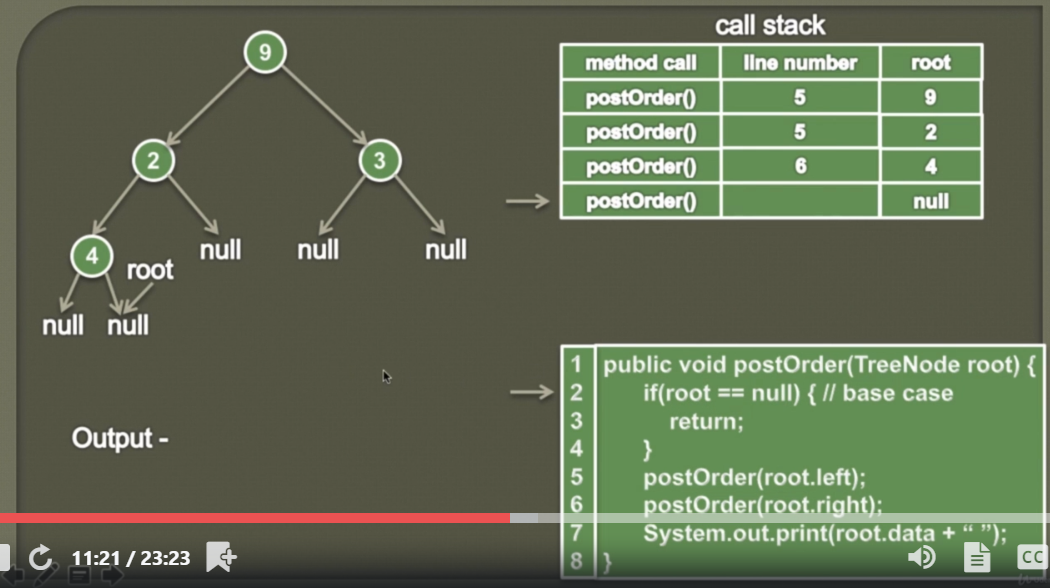 call stack
method call line number root
postOrder() 5 9
postOrder() 5 2
postOrder() 6 4
postOrder() null
9
2 3
4 root null null null
null null
Output -
1 public void postOrder(TreeNode root) {
2 if(root == null) { // base case
3 return;
4 }
5 postOrder(root.left);
6 postOrder(root.right);
7 System.out.print(root.data + “ ”);
8 }
11:21 / 23:23
CC